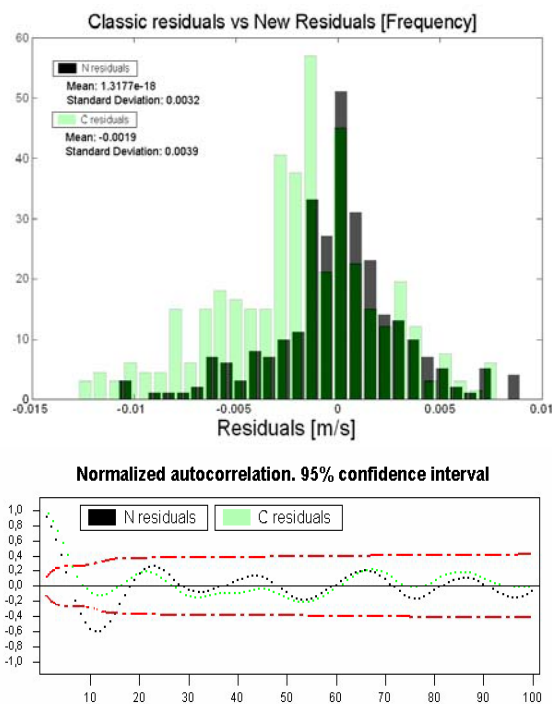 Classic residuals vs New Residuals [Frequency]
60
50
40
30
20
10
0
N residuals
Mean: 1.3177e-18
Standard Deviation: 0.0032
C residuals
Mean: -0.0019
Standard Deviation: 0.0039
-0.015 -0.01 -0.005 0 0.005 0.01
Residuals [m/s]
Normalized autocorrelation. 95% confidence interval
N residuals C residuals
1,0
0,8
0,6
0,4
0,2
0,0
-0,2
-0,4
-0,6
-0,8
-1,0
10 20 30 40 50 60 70 80 90 100